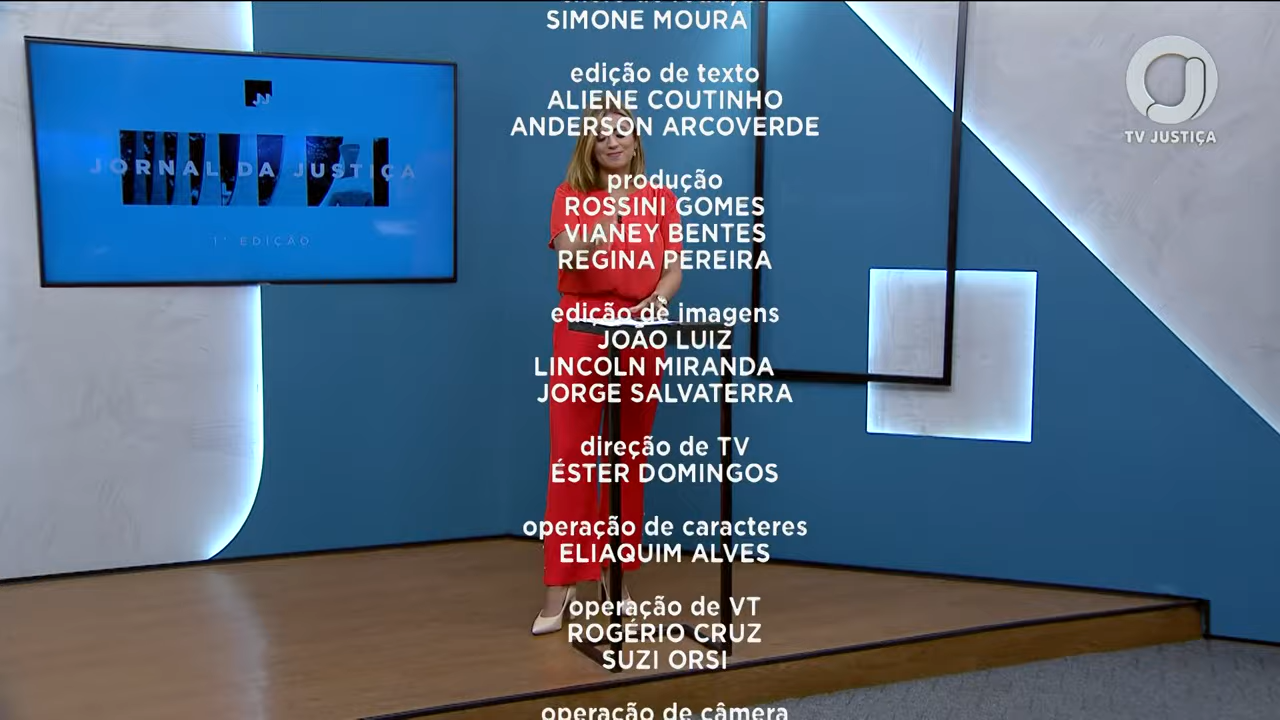 SIMONE MOURA
edição de texto
ALIENE COUTINHO
ANDERSON ARCOVERDE
produção
ROSSINI GOMES
VIANEY BENTES
REGINA PEREIRA
edição de imagens
JOÃO LUIZ
LINCOLN MIRANDA
JORGE SALVATERRA
direção de TV
ÉSTER DOMINGOS
operação de caracteres
ELIAQUIM ALVES
operação de VT
ROGÉRIO CRUZ
SUZI ORSI
operação de câmera
JORNAL DA JUSTIÇA
1ª EDIÇÃO
TV JUSTIÇA